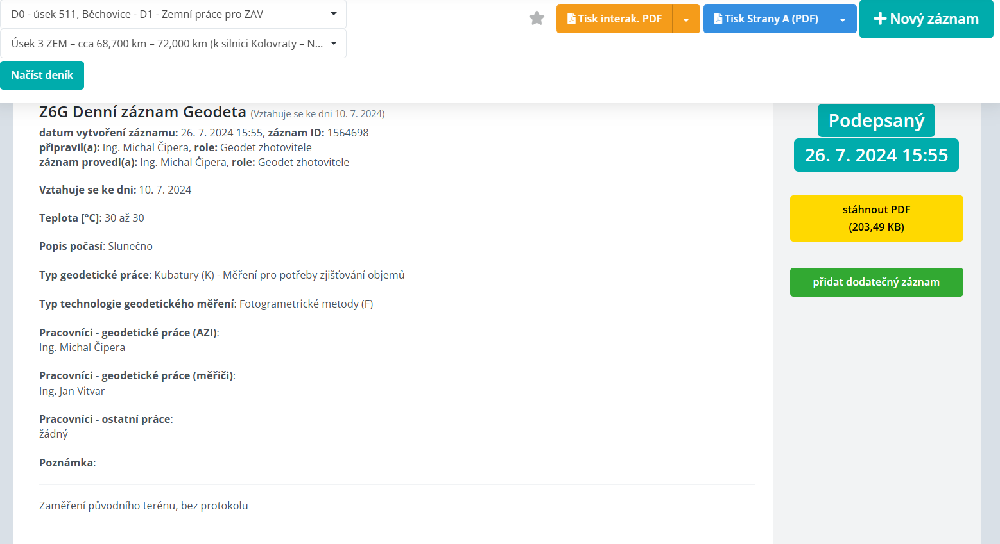 D0 - úsek 511, Běchovice - D1 - Zemní práce pro ZAV
Úsek 3 ZEM – cca 68,700 km – 72,000 km (k silnici Kolovraty – N...
Načíst deník
Tisk interak. PDF
Tisk Strany A (PDF)
Nový záznam
Z6G Denní záznam Geodeta (Vztahuje se ke dni 10. 7. 2024)
datum vytvoření záznamu: 26. 7. 2024 15:55, záznam ID: 1564698
připravil(a): Ing. Michal Čipera, role: Geodet zhotovitele
záznam provedl(a): Ing. Michal Čipera, role: Geodet zhotovitele
Vztahuje se ke dni: 10. 7. 2024
Teplota [°C]: 30 až 30
Popis počasí: Slunečno
Typ geodetické práce: Kubatury (K) - Měření pro potřeby zjišťování objemů
Typ technologie geodetického měření: Fotogrametrické metody (F)
Pracovníci - geodetické práce (AZI):
Ing. Michal Čipera
Pracovníci - geodetické práce (měřiči):
Ing. Jan Vitvar
Pracovníci - ostatní práce:
žádný
Poznámka:
Zaměření původního terénu, bez protokolu
Podepsaný
26. 7. 2024 15:55
stáhnout PDF
(203,49 KB)
přidat dodatečný záznam